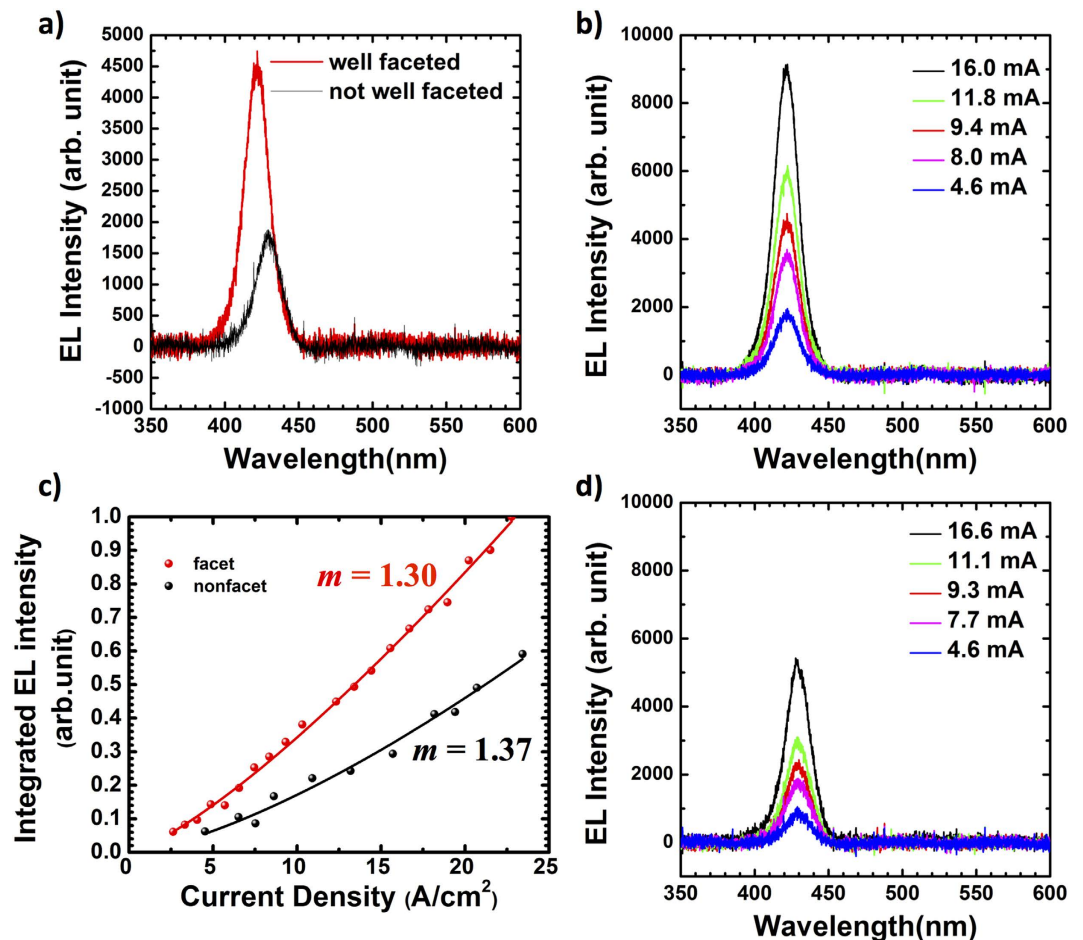 a)
EL Intensity (arb. unit)
5000
4500
4000
3500
3000
2500
2000
1500
1000
500
0
-500
-1000
well faceted
not well faceted
350 400 450 500 550 600
Wavelength(nm)
b)
EL Intensity (arb. unit)
10000
8000
6000
4000
2000
0
16.0 mA
11.8 mA
9.4 mA
8.0 mA
4.6 mA
350 400 450 500 550 600
Wavelength(nm)
c)
Integrated EL intensity
(arb.unit)
1.0
0.9
0.8
0.7
0.6
0.5
0.4
0.3
0.2
0.1
0.0
facet
nonfacet
m = 1.30
m = 1.37
0 5 10 15 20 25
Current Density (A/cm²)
d)
EL Intensity (arb. unit)
10000
8000
6000
4000
2000
0
16.6 mA
11.1 mA
9.3 mA
7.7 mA
4.6 mA
350 400 450 500 550 600
Wavelength(nm)